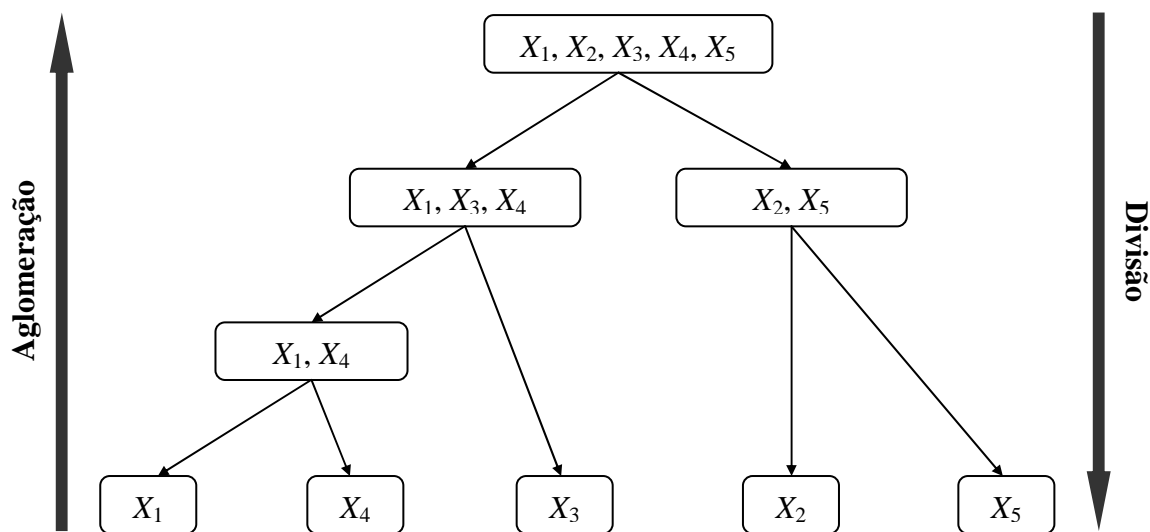 X₁, X₂, X₃, X₄, X₅
X₁, X₃, X₄
X₂, X₅
Aglomeração
Divisão
X₁, X₄
X₁
X₄
X₃
X₂
X₅